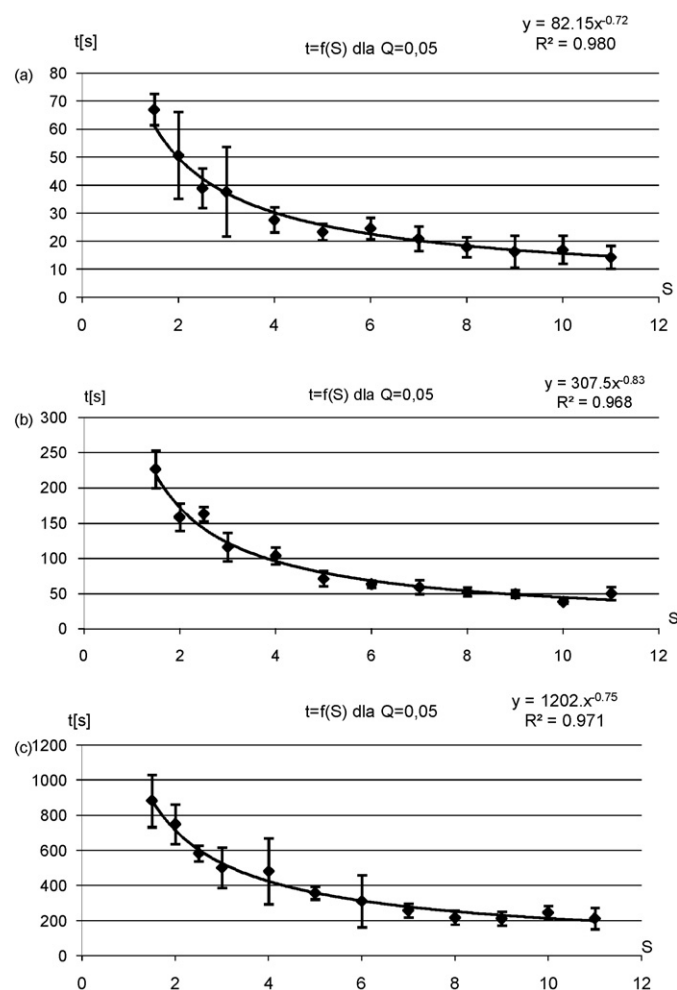 t[s]
t=f(S) dla Q=0,05
y = 82.15x^-0.72
R² = 0.980
(a)
80
70
60
50
40
30
20
10
0
S
0 2 4 6 8 10 12
t[s]
t=f(S) dla Q=0,05
y = 307.5x^-0.83
R² = 0.968
(b)
300
250
200
150
100
50
0
S
0 2 4 6 8 10 12
t[s]
t=f(S) dla Q=0,05
y = 1202.x^-0.75
R² = 0.971
(c)
1200
1000
800
600
400
200
0
S
0 2 4 6 8 10 12